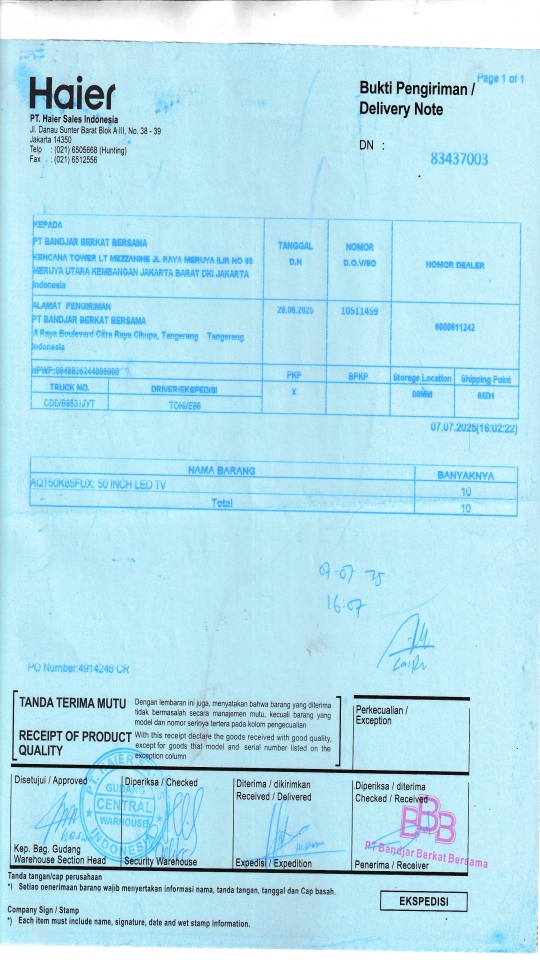 Page 1 of 1
Haier
Bukti Pengiriman /
Delivery Note
PT. Haier Sales Indonesia
Jl. Danau Sunter Barat Blok A III, No. 38 - 39
Jakarta 14350
Telp : (021) 6505668 (Hunting)
Fax : (021) 6512556
DN :
83437003
KEPADA
PT BANDJAR BERKAT BERSAMA
KENCANA TOWER LT MEZZANINE JL RAYA MERUYA ILIR NO 88
MERUYA UTARA KEMBANGAN JAKARTA BARAT DKI JAKARTA
Indonesia
TANGGAL
D.N
NOMOR
D.O./I/SO
NOMOR DEALER
ALAMAT PENGIRIMAN
PT BANDJAR BERKAT BERSAMA
Jl Raya Boulevard Citra Raya Cikupa, Tangerang Tangerang
Indonesia
28.06.2025
10511459
8000611242
NPWP:
PKP
BPKP
Storage Location
Shipping Point
TRUCK NO.
DRIVER/EKSPEDISI
X
CDD/B9531JYT
TONI/E86
07.07.2025(16:02:22)
NAMA BARANG
BANYAKNYA
AQT50K85FUX: 50 INCH LED TV
10
Total
10
07-07-25
16:07
PO Number:4914246 CR
TANDA TERIMA MUTU
Dengan lembaran ini juga, menyatakan bahwa barang yang diterima
tidak bermasalah secara manajemen mutu, kecuali barang yang
model dan nomor serinya tertera pada kolom pengecualian
RECEIPT OF PRODUCT
QUALITY
With this receipt declare the goods received with good quality,
except for goods that model and serial number listed on the
exception column
Perkecualian /
Exception
Disetujui / Approved
Diperiksa / Checked
Diterima / dikirimkan
Received / Delivered
Diperiksa / diterima
Checked / Received
PT. HAIER
GUDANG
CENTRAL
WAREHOUSE
INDONESIA
BBB
PT Bandjar Berkat Bersama
Kep. Bag. Gudang
Warehouse Section Head
Security Warehouse
Expedisi / Expedition
Penerima / Receiver
Tanda tangan/cap perusahaan
*) Setiap penerimaan barang wajib menyertakan informasi nama, tanda tangan, tanggal dan Cap basah.
Company Sign / Stamp
*) Each item must include name, signature, date and wet stamp information.
EKSPEDISI